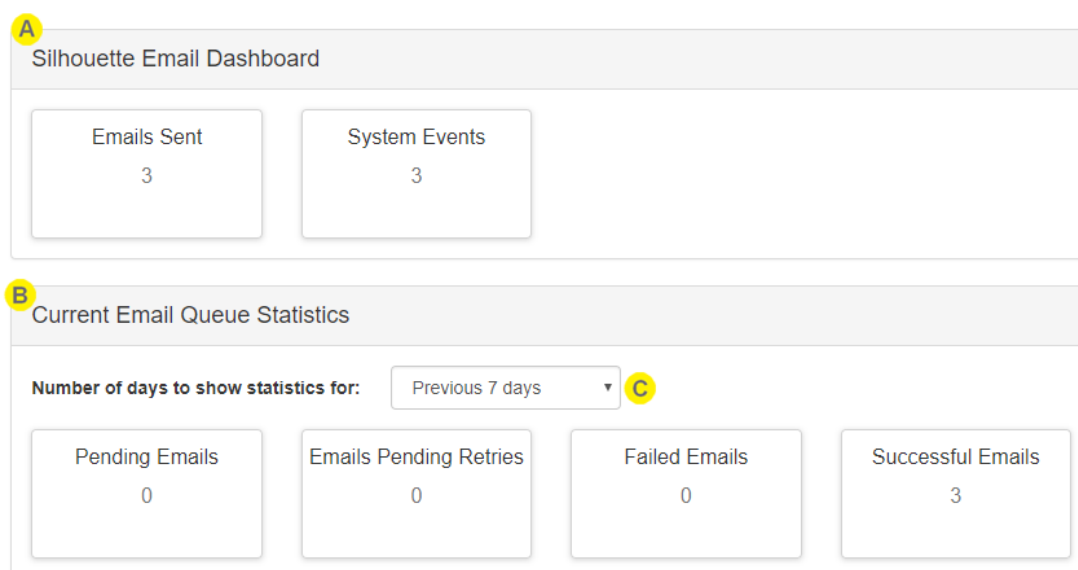 A
Silhouette Email Dashboard
Emails Sent
3
System Events
3
B
Current Email Queue Statistics
Number of days to show statistics for: Previous 7 days C
Pending Emails
0
Emails Pending Retries
0
Failed Emails
0
Successful Emails
3